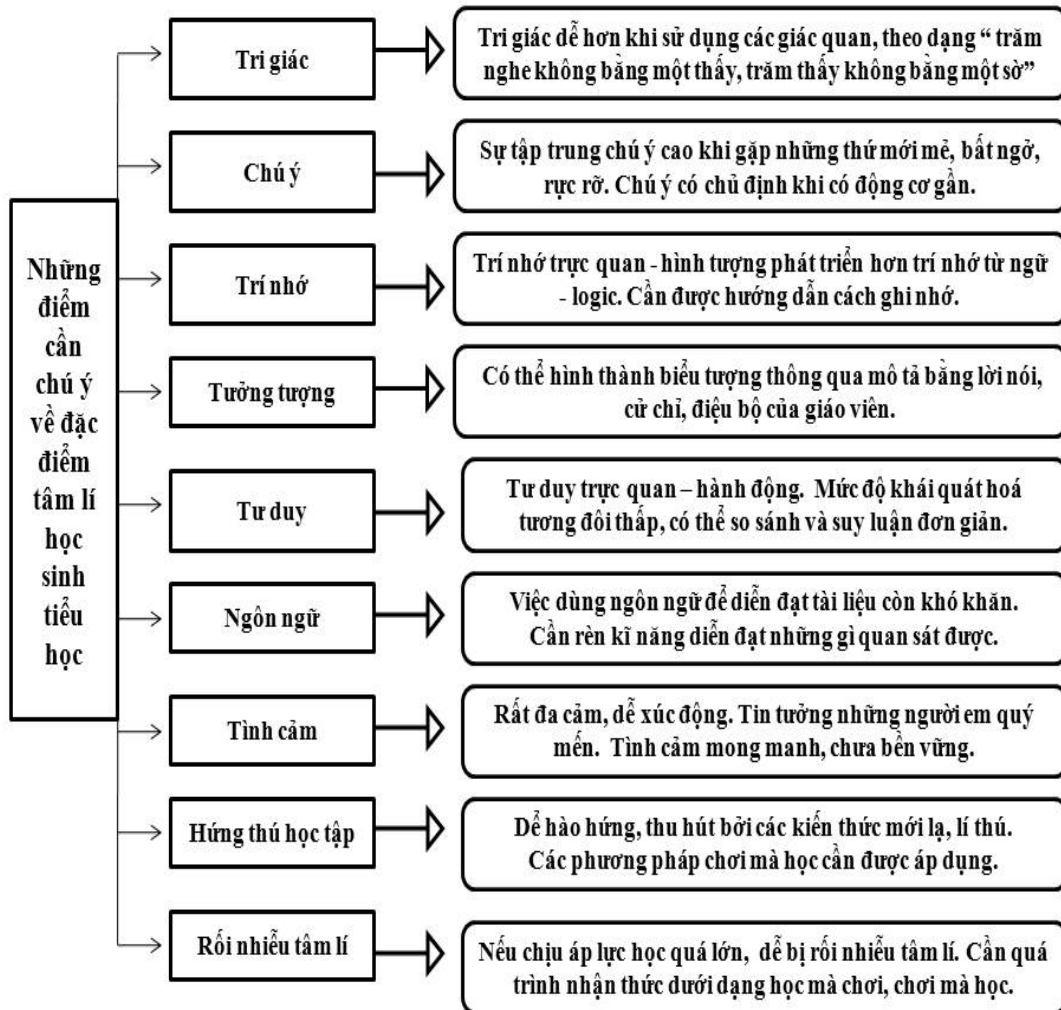 Những
điểm
cần
chú ý
về đặc
điểm
tâm lí
học
sinh
tiểu
học
Tri giác
Tri giác dễ hơn khi sử dụng các giác quan, theo dạng “ trăm
nghe không bằng một thấy, trăm thấy không bằng một sờ”
Chú ý
Sự tập trung chú ý cao khi gặp những thứ mới mẻ, bất ngờ,
rực rỡ. Chú ý có chủ định khi có động cơ gần.
Trí nhớ
Trí nhớ trực quan - hình tượng phát triển hơn trí nhớ từ ngữ
- logic. Cần được hướng dẫn cách ghi nhớ.
Tưởng tượng
Có thể hình thành biểu tượng thông qua mô tả bằng lời nói,
cử chỉ, điệu bộ của giáo viên.
Tư duy
Tư duy trực quan – hành động. Mức độ khái quát hoá
tương đôi thấp, có thể so sánh và suy luận đơn giản.
Ngôn ngữ
Việc dùng ngôn ngữ để diễn đạt tài liệu còn khó khăn.
Cần rèn kĩ năng diễn đạt những gì quan sát được.
Tình cảm
Rất đa cảm, dễ xúc động. Tin tưởng những người em quý
mến. Tình cảm mong manh, chưa bền vững.
Hứng thú học tập
Dể hào hứng, thu hút bởi các kiến thức mới lạ, lí thú.
Các phương pháp chơi mà học cần được áp dụng.
Rối nhiễu tâm lí
Nếu chịu áp lực học quá lớn, dễ bị rối nhiễu tâm lí. Cần quá
trình nhận thức dưới dạng học mà chơi, chơi mà học.